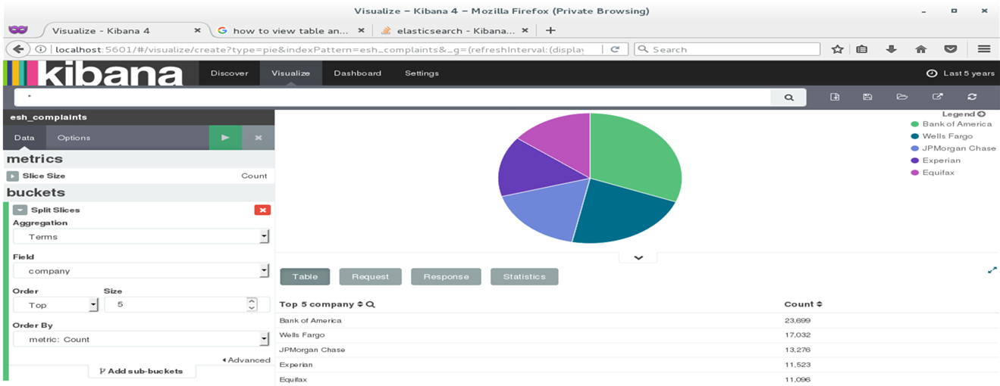 Visualize – Kibana 4 – Mozilla Firefox (Private Browsing)
Visualize - Kibana 4 × how to view table an... × elasticsearch - Kibana... × +
localhost:5601/#/visualize/create?type=pie&indexPattern=esh_complaints&_g=(refreshInterval:(display Search
kibana Discover Visualize Dashboard Settings Last 5 years
*
esh_complaints
Data Options
metrics
Slice Size Count
buckets
Split Slices
Aggregation
Terms
Field
company
Order Size
Top 5
Order By
metric: Count
Advanced
Add sub-buckets
Legend
Bank of America
Wells Fargo
JPMorgan Chase
Experian
Equifax
Table Request Response Statistics
Top 5 company Count
Bank of America 23,699
Wells Fargo 17,032
JPMorgan Chase 13,276
Experian 11,523
Equifax 11,096